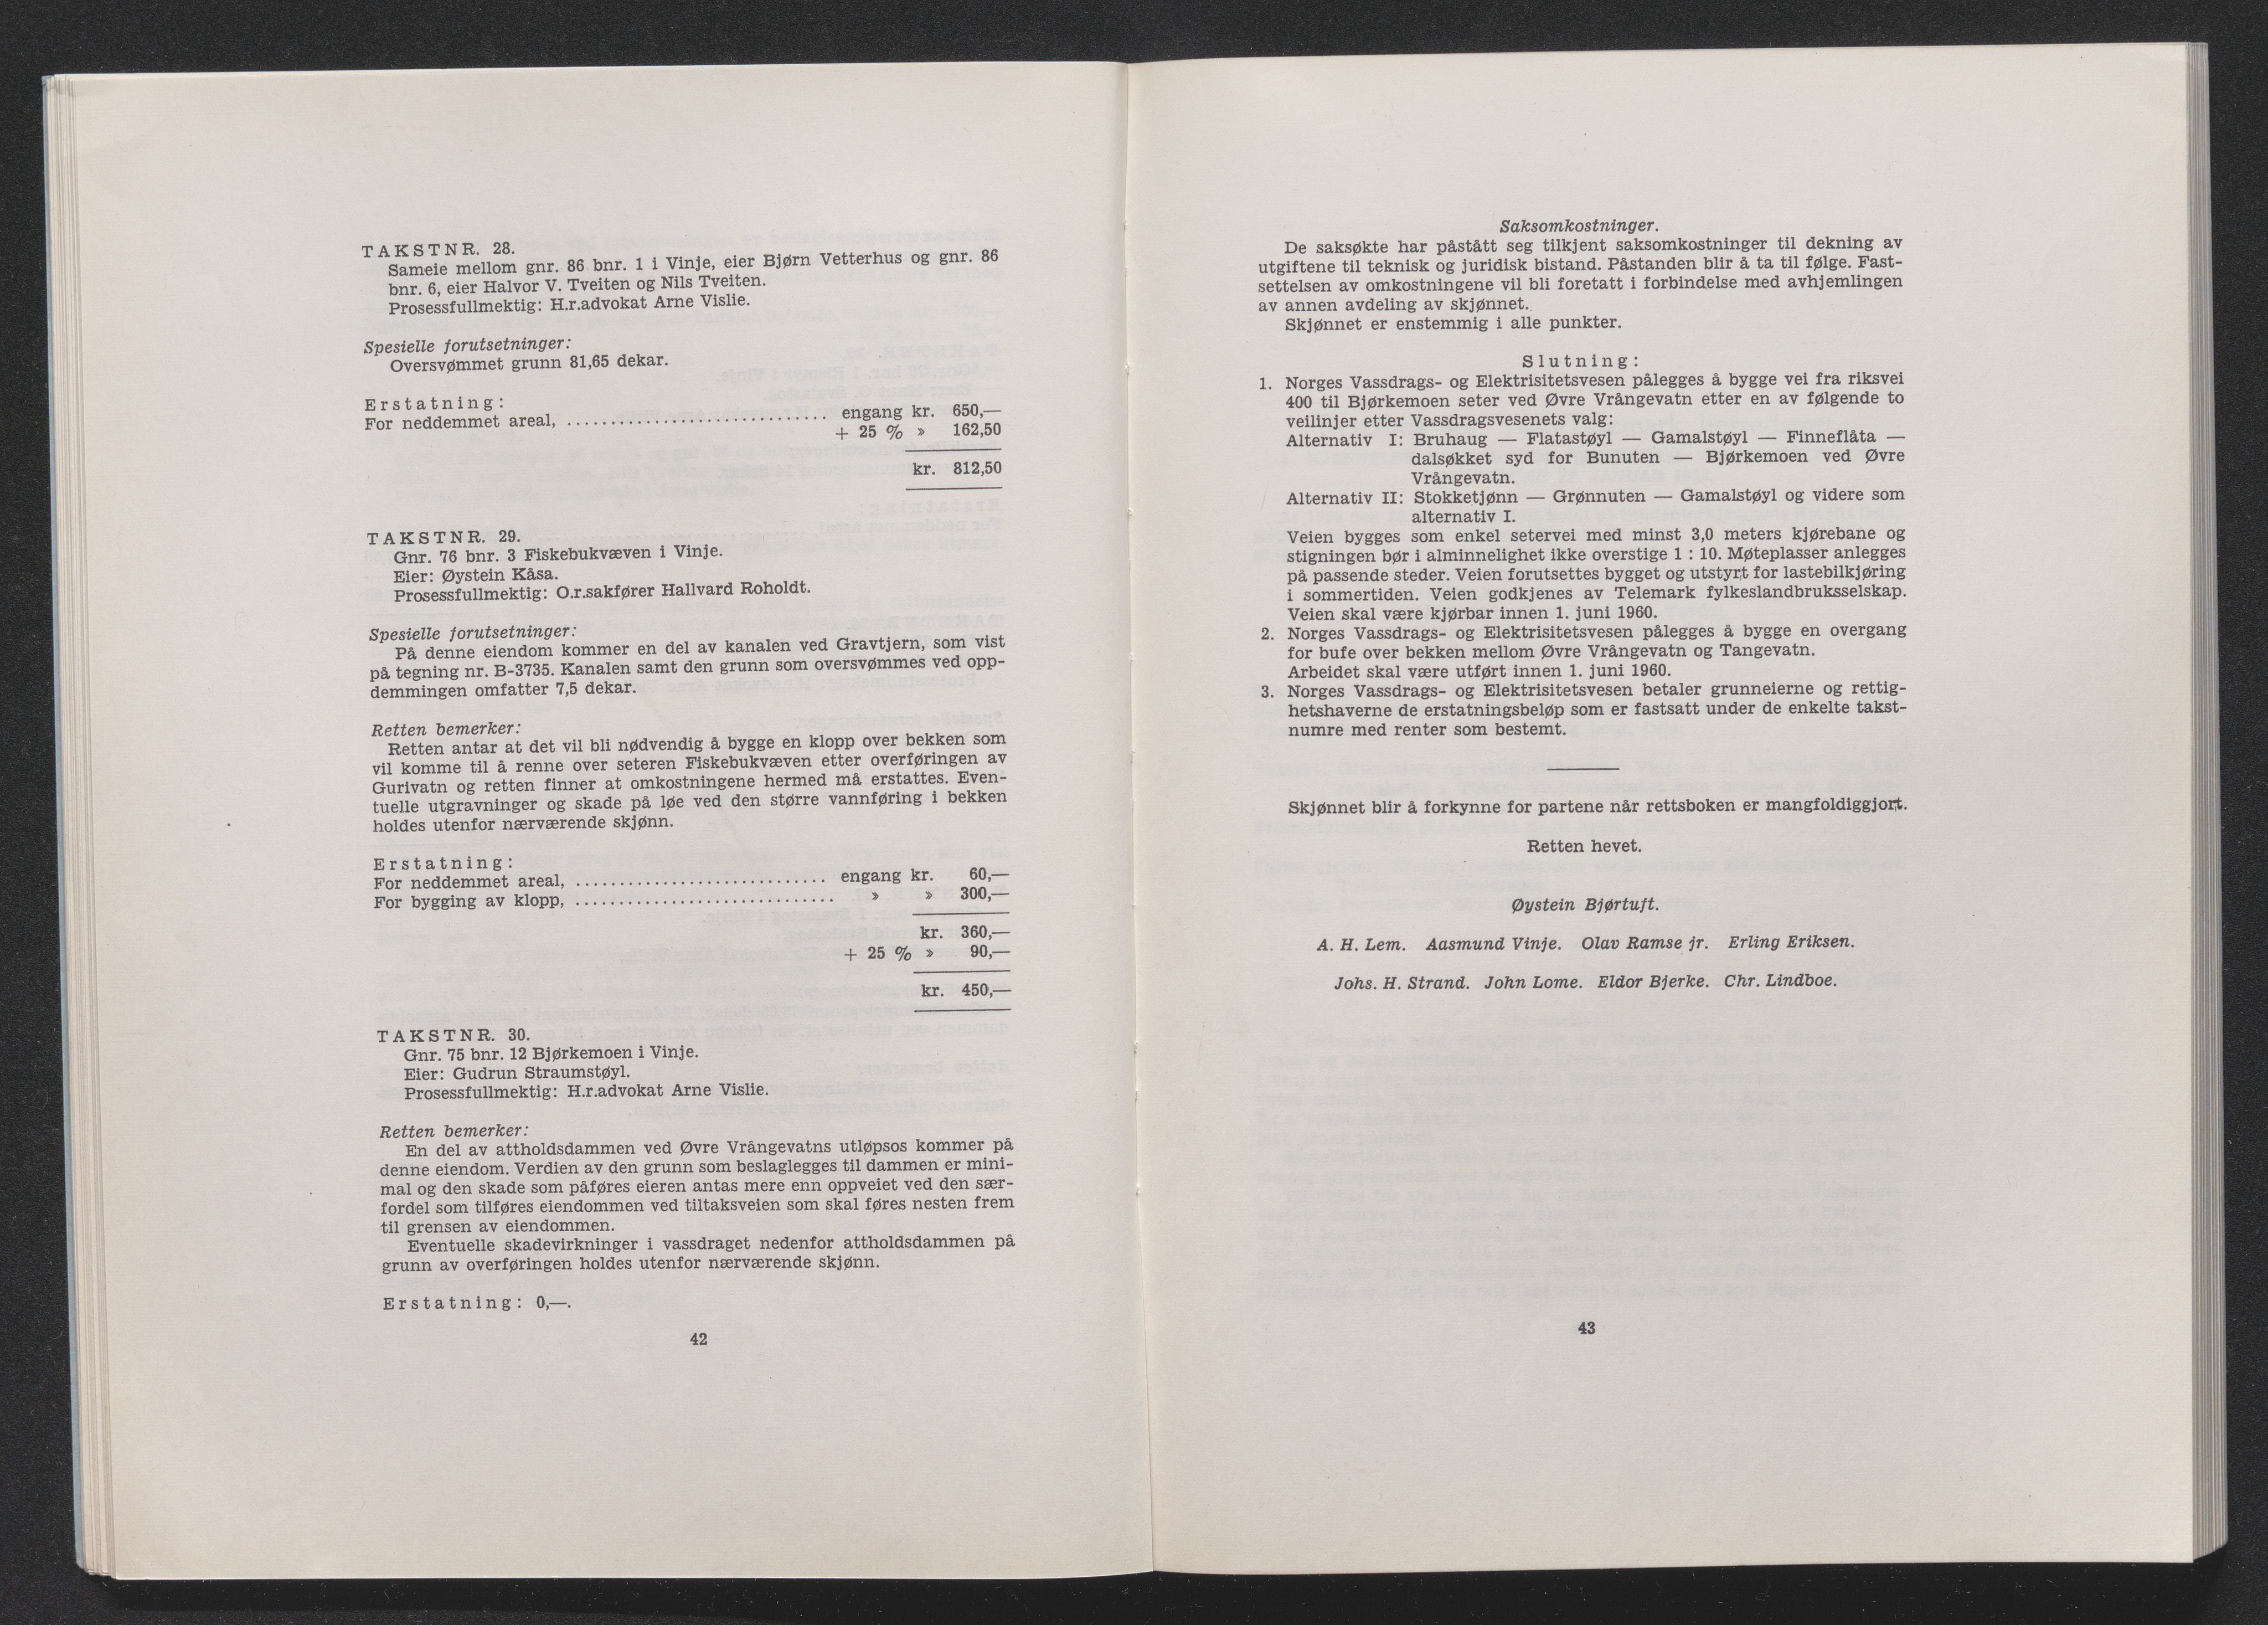 TAKSTNR. 28.
Sameie mellom gnr. 86 bnr. 1 i Vinje, eier Bjørn Vetterhus og gnr. 86
bnr. 6, eier Halvor V. Tveiten og Nils Tveiten.
Prosessfullmektig: H.r.advokat Arne Vislie.
Spesielle forutsetninger:
Oversvømmet grunn 81,65 dekar.
Erstatning:
For neddemmet areal, .............................. engang kr. 650,—
+ 25 % » 162,50
kr. 812,50
TAKSTNR. 29.
Gnr. 76 bnr. 3 Fiskebukvæven i Vinje.
Eier: Øystein Kåsa.
Prosessfullmektig: O.r.sakfører Hallvard Roholdt.
Spesielle forutsetninger:
På denne eiendom kommer en del av kanalen ved Gravtjern, som vist
på tegning nr. B-3735. Kanalen samt den grunn som oversvømmes ved opp-
demmingen omfatter 7,5 dekar.
Retten bemerker:
Retten antar at det vil bli nødvendig å bygge en klopp over bekken som
vil komme til å renne over seteren Fiskebukvæven etter overføringen av
Gurivatn og retten finner at omkostningene hermed må erstattes. Even-
tuelle utgravninger og skade på løe ved den større vannføring i bekken
holdes utenfor nærværende skjønn.
Erstatning:
For neddemmet areal, ............................. engang kr. 60,—
For bygging av klopp, .............................. » » 300,—
kr. 360,—
+ 25 % » 90,—
kr. 450,—
TAKSTNR. 30.
Gnr. 75 bnr. 12 Bjørkemoen i Vinje.
Eier: Gudrun Straumstøyl.
Prosessfullmektig: H.r.advokat Arne Vislie.
Retten bemerker:
En del av attholdsdammen ved Øvre Vrångevatns utløpsos kommer på
denne eiendom. Verdien av den grunn som beslaglegges til dammen er mini-
mal og den skade som påføres eieren antas mere enn oppveiet ved den sær-
fordel som tilføres eiendommen ved tiltaksveien som skal føres nesten frem
til grensen av eiendommen.
Eventuelle skadevirkninger i vassdraget nedenfor attholdsdammen på
grunn av overføringen holdes utenfor nærværende skjønn.
Erstatning: 0,—.
42
Saksomkostninger.
De saksøkte har påstått seg tilkjent saksomkostninger til dekning av
utgiftene til teknisk og juridisk bistand. Påstanden blir å ta til følge. Fast-
settelsen av omkostningene vil bli foretatt i forbindelse med avhjemlingen
av annen avdeling av skjønnet.
Skjønnet er enstemmig i alle punkter.
Slutning:
1. Norges Vassdrags- og Elektrisitetsvesen pålegges å bygge vei fra riksvei
400 til Bjørkemoen seter ved Øvre Vrångevatn etter en av følgende to
veilinjer etter Vassdragsvesenets valg:
Alternativ I: Bruhaug — Flatastøyl — Gamalstøyl — Finneflåta —
dalsøkket syd for Bunuten — Bjørkemoen ved Øvre
Vrångevatn.
Alternativ II: Stokketjønn — Grønnuten — Gamalstøyl og videre som
alternativ I.
Veien bygges som enkel setervei med minst 3,0 meters kjørebane og
stigningen bør i alminnelighet ikke overstige 1 : 10. Møteplasser anlegges
på passende steder. Veien forutsettes bygget og utstyrt for lastebilkjøring
i sommertiden. Veien godkjenes av Telemark fylkeslandbruksselskap.
Veien skal være kjørbar innen 1. juni 1960.
2. Norges Vassdrags- og Elektrisitetsvesen pålegges å bygge en overgang
for bufe over bekken mellom Øvre Vrångevatn og Tangevatn.
Arbeidet skal være utført innen 1. juni 1960.
3. Norges Vassdrags- og Elektrisitetsvesen betaler grunneierne og rettig-
hetshaverne de erstatningsbeløp som er fastsatt under de enkelte takst-
numre med renter som bestemt.
Skjønnet blir å forkynne for partene når rettsboken er mangfoldiggjort.
Retten hevet.
Øystein Bjørtuft.
A. H. Lem. Aasmund Vinje. Olav Ramse jr. Erling Eriksen.
Johs. H. Strand. John Lome. Eldor Bjerke. Chr. Lindboe.
43